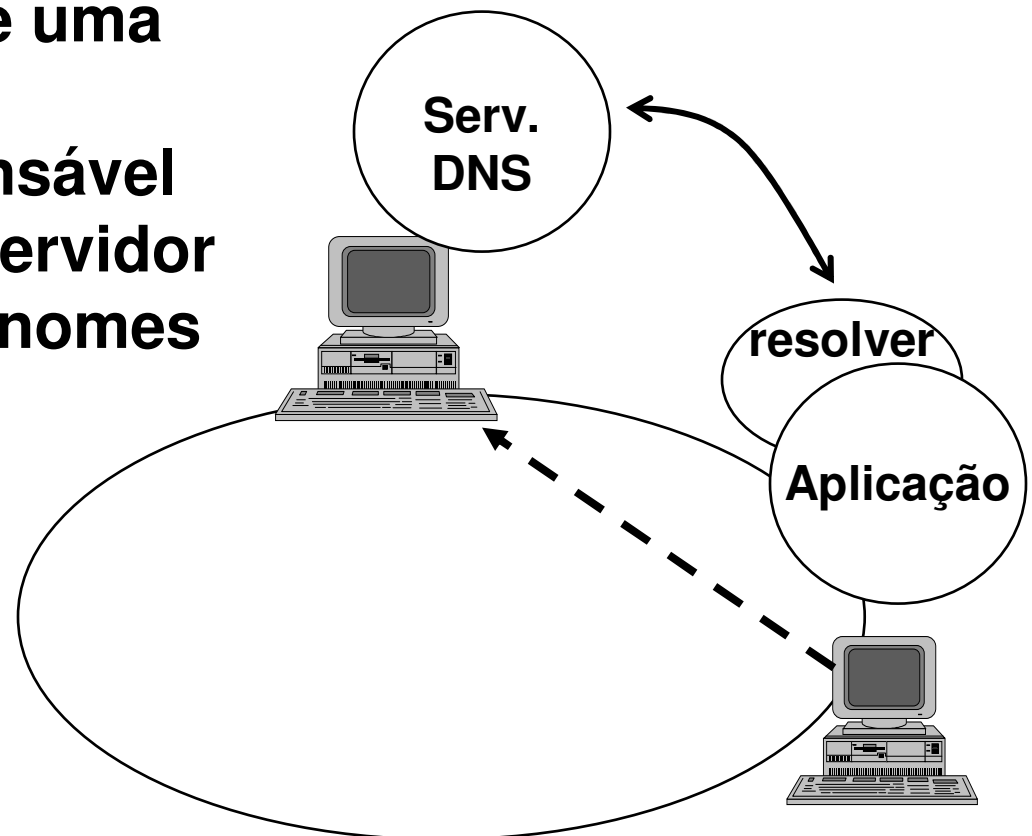 e uma
nsável
ervidor
nomes
Serv.
DNS
resolver
Aplicação